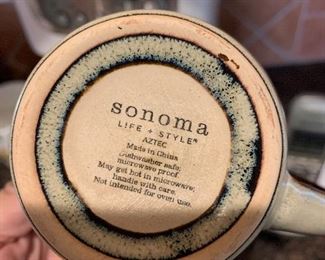 sonoma
LIFE + STYLE®
AZTEC
Made in China
Dishwasher safe,
microwave proof.
May get hot in microwave,
handle with care.
Not intended for oven use.